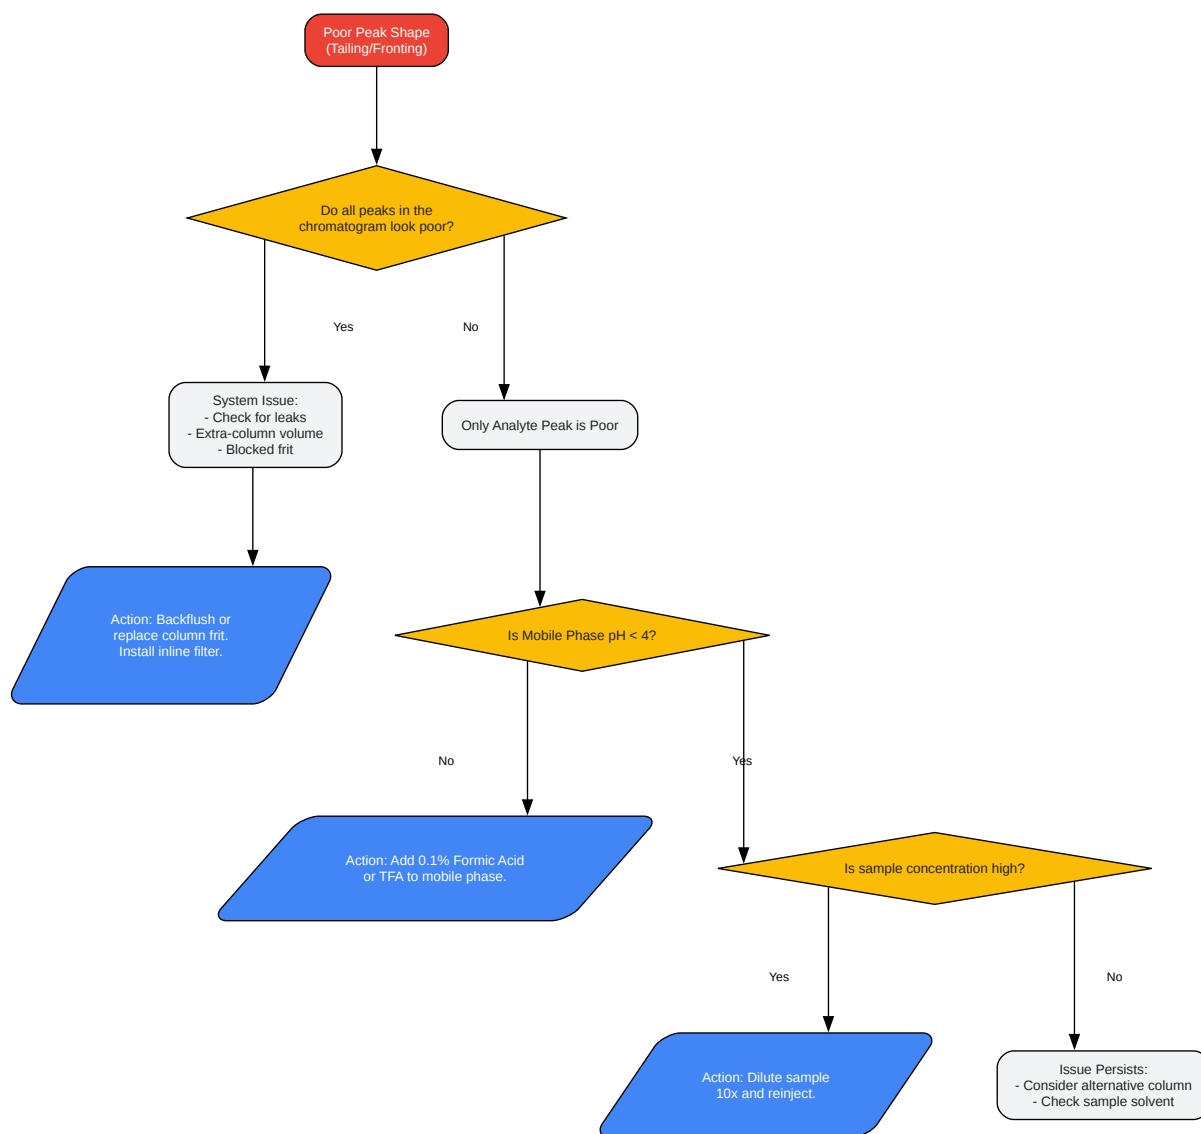 Poor Peak Shape
(Tailing/Fronting)
Do all peaks in the
chromatogram look poor?
Yes
No
System Issue:
- Check for leaks
- Extra-column volume
- Blocked frit
Only Analyte Peak is Poor
Action: Backflush or
replace column frit.
Install inline filter.
Is Mobile Phase pH < 4?
No
Yes
Action: Add 0.1% Formic Acid
or TFA to mobile phase.
Is sample concentration high?
Yes
No
Action: Dilute sample
10x and reinject.
Issue Persists:
- Consider alternative column
- Check sample solvent